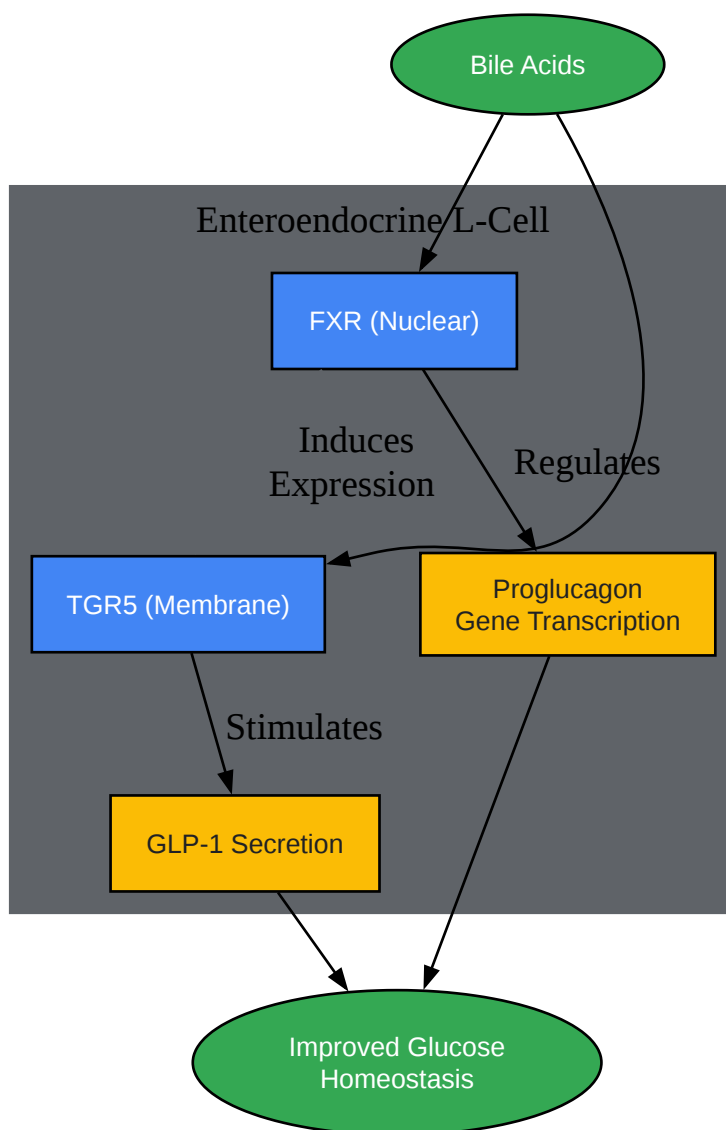 Bile Acids
Enteroendocrine L-Cell
FXR (Nuclear)
Induces
Expression
Regulates
TGR5 (Membrane)
Proglucagon
Gene Transcription
Stimulates
GLP-1 Secretion
Improved Glucose
Homeostasis